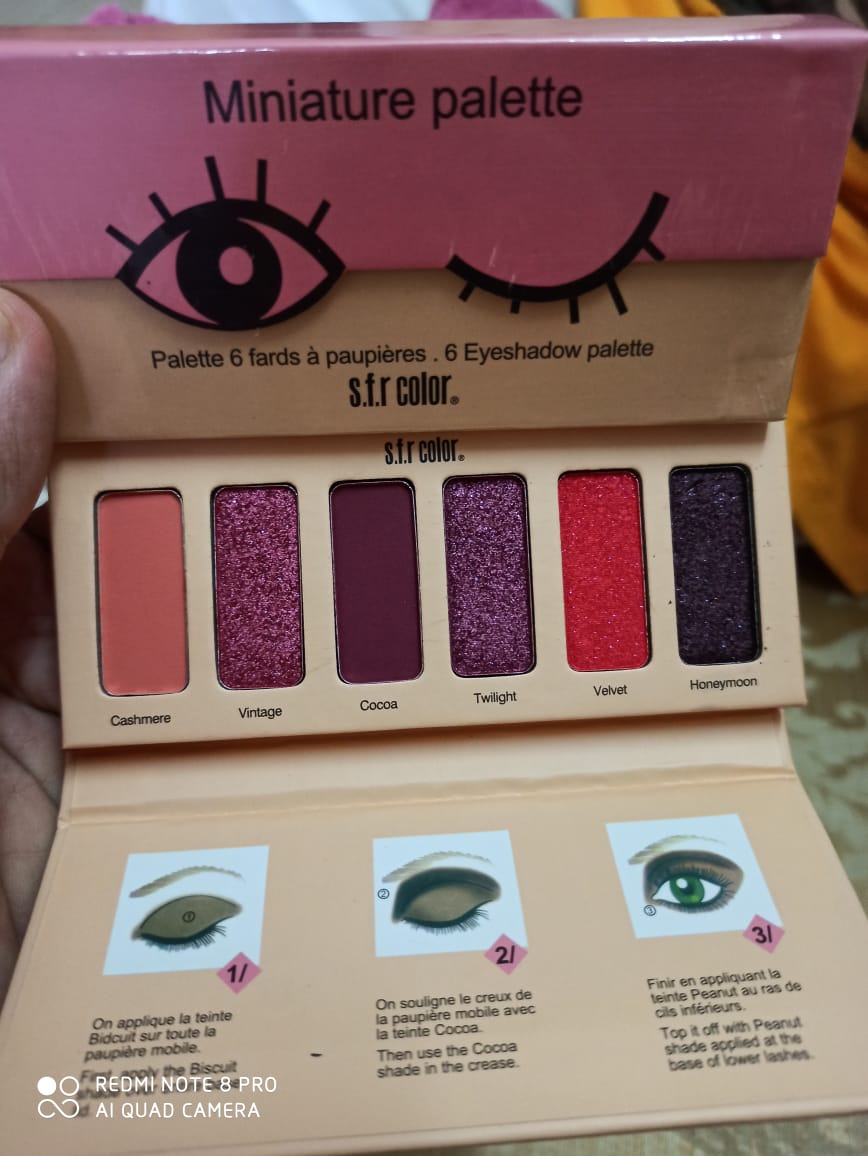 Miniature palette
Palette 6 fards à paupières . 6 Eyeshadow palette
s.f.r color®
s.f.r color®
Cashmere
Vintage
Cocoa
Twilight
Velvet
Honeymoon
①
1/
On applique la teinte
Bidcuit sur toute la
paupière mobile.
First, apply the Biscuit
②
2/
On souligne le creux de
la paupière mobile avec
la teinte Cocoa.
Then use the Cocoa
shade in the crease.
③
3/
Finir en appliquant la
teinte Peanut au ras de
cils inférieurs.
Top it off with Peanut
shade applied at the
base of lower lashes.
REDMI NOTE 8 PRO
AI QUAD CAMERA